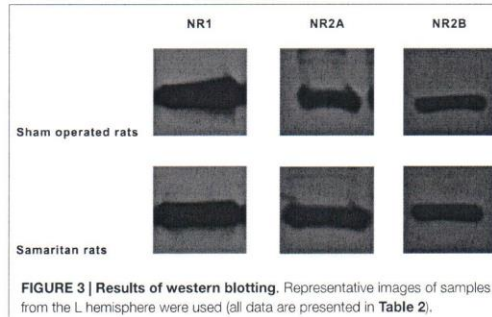 NR1 NR2A NR2B
Sham operated rats
Samaritan rats
FIGURE 3 | Results of western blotting. Representative images of samples
from the L hemisphere were used (all data are presented in Table 2).